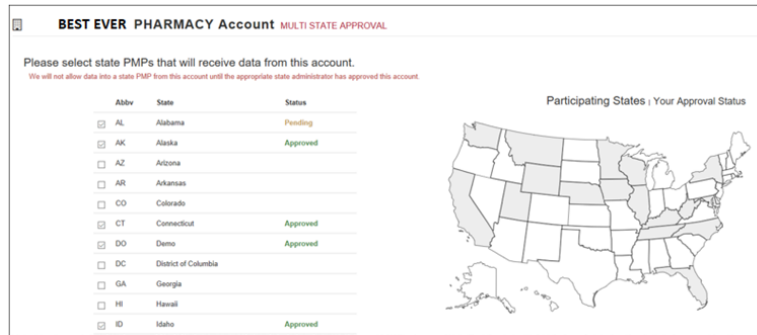 BEST EVER PHARMACY Account MULTI STATE APPROVAL
Please select state PMPs that will receive data from this account.
We will not allow data into a state PMP from this account until the appropriate state administrator has approved this account.
Participating States | Your Approval Status
Abbv State Status
AL Alabama Pending
AK Alaska Approved
AZ Arizona
AR Arkansas
CO Colorado
CT Connecticut Approved
DO Demo Approved
DC District of Columbia
GA Georgia
HI Hawaii
ID Idaho Approved